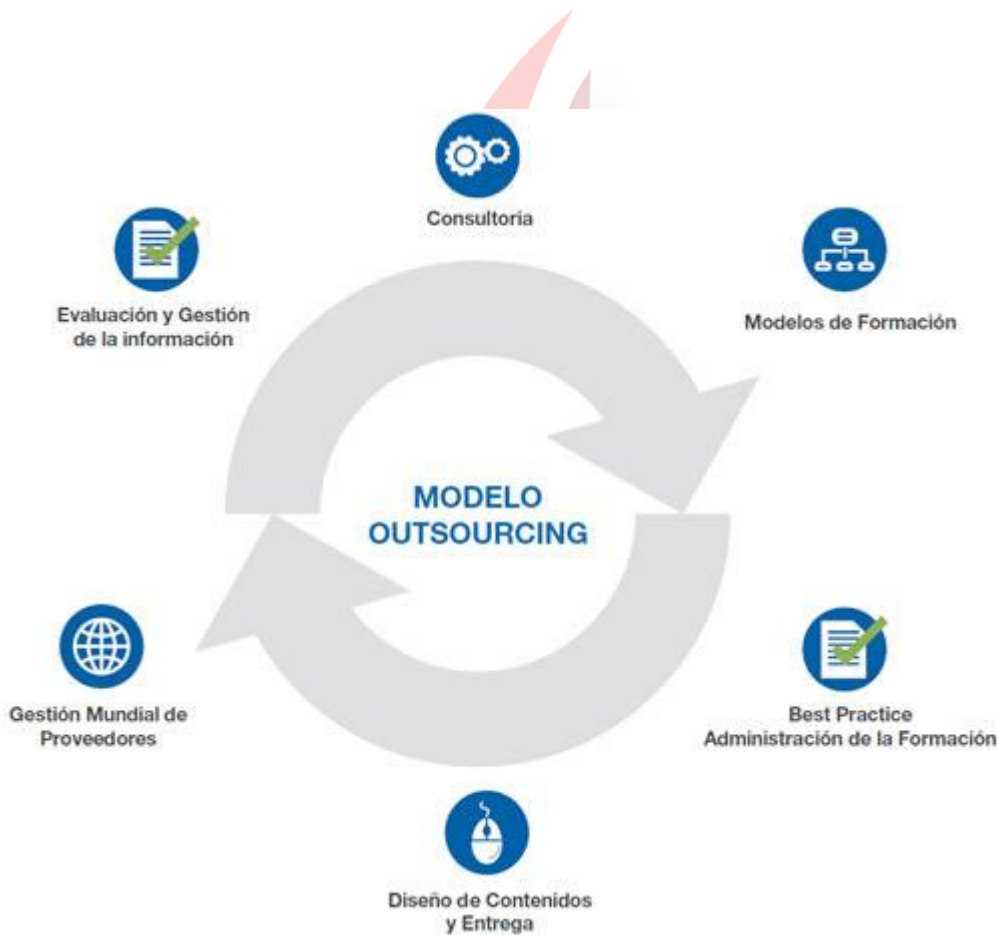 Consultoria
Evaluación y Gestión
de la información
Modelos de Formación
MODELO
OUTSOURCING
Gestión Mundial de
Proveedores
Best Practice
Administración de la Formación
Diseño de Contenidos
y Entrega